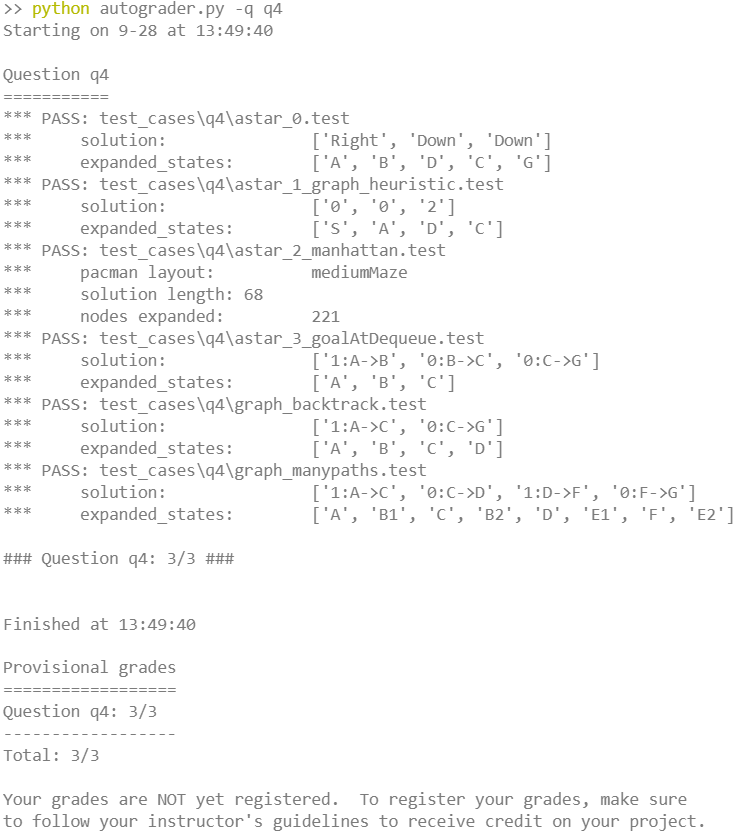 >> python autograder.py -q q4
Starting on 9-28 at 13:49:40
Question q4
===========
*** PASS: test_cases\q4\astar_0.test
***     solution:               ['Right', 'Down', 'Down']
***     expanded_states:        ['A', 'B', 'D', 'C', 'G']
*** PASS: test_cases\q4\astar_1_graph_heuristic.test
***     solution:               ['0', '0', '2']
***     expanded_states:        ['S', 'A', 'D', 'C']
*** PASS: test_cases\q4\astar_2_manhattan.test
***     pacman layout:          mediumMaze
***     solution length: 68
***     nodes expanded:         221
*** PASS: test_cases\q4\astar_3_goalAtDequeue.test
***     solution:               ['1:A->B', '0:B->C', '0:C->G']
***     expanded_states:        ['A', 'B', 'C']
*** PASS: test_cases\q4\graph_backtrack.test
***     solution:               ['1:A->C', '0:C->G']
***     expanded_states:        ['A', 'B', 'C', 'D']
*** PASS: test_cases\q4\graph_manypaths.test
***     solution:               ['1:A->C', '0:C->D', '1:D->F', '0:F->G']
***     expanded_states:        ['A', 'B1', 'C', 'B2', 'D', 'E1', 'F', 'E2']
### Question q4: 3/3 ###
Finished at 13:49:40
Provisional grades
==================
Question q4: 3/3
------------------
Total: 3/3
Your grades are NOT yet registered.  To register your grades, make sure
to follow your instructor's guidelines to receive credit on your project.